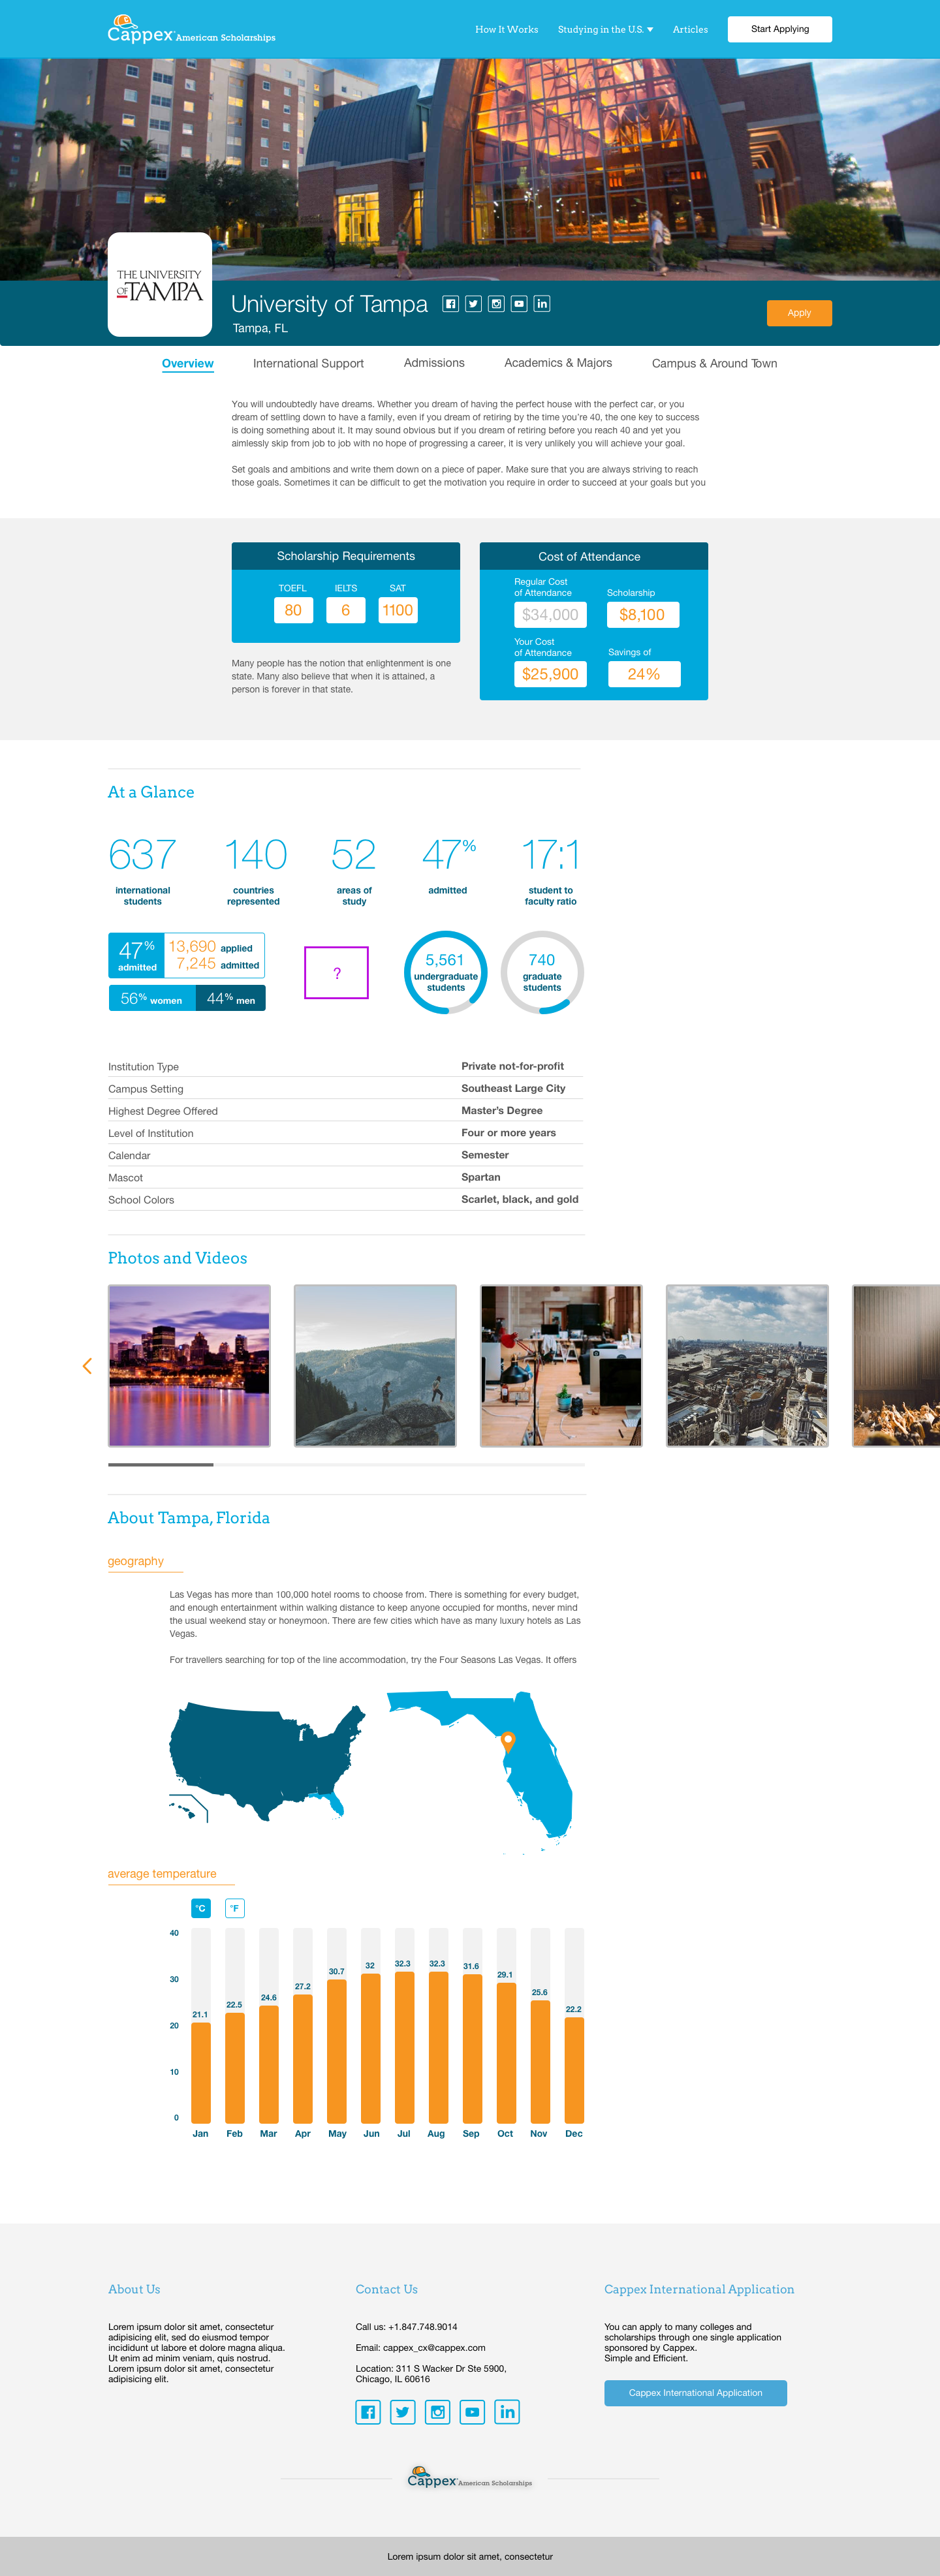 Cappex American Scholarships
How It Works
Studying in the U.S.
Articles
Start Applying
THE UNIVERSITY
OF TAMPA
University of Tampa
Tampa, FL
Apply
Overview
International Support
Admissions
Academics & Majors
Campus & Around Town
You will undoubtedly have dreams. Whether you dream of having the perfect house with the perfect car, or you
dream of settling down to have a family, even if you dream of retiring by the time you're 40, the one key to success
is doing something about it. It may sound obvious but if you dream of retiring before you reach 40 and yet you
aimlessly skip from job to job with no hope of progressing a career, it is very unlikely you will achieve your goal.
Set goals and ambitions and write them down on a piece of paper. Make sure that you are always striving to reach
those goals. Sometimes it can be difficult to get the motivation you require in order to succeed at your goals but you
Scholarship Requirements
TOEFL IELTS SAT
80 6 1100
Many people has the notion that enlightenment is one
state. Many also believe that when it is attained, a
person is forever in that state.
Cost of Attendance
Regular Cost
of Attendance
$34,000
Scholarship
$8,100
Your Cost
of Attendance
$25,900
Savings of
24%
At a Glance
637
international
students
140
countries
represented
52
areas of
study
47%
admitted
17:1
student to
faculty ratio
47%
admitted
13,690 applied
7,245 admitted
56% women
44% men
?
5,561
undergraduate
students
740
graduate
students
Institution Type Private not-for-profit
Campus Setting Southeast Large City
Highest Degree Offered Master's Degree
Level of Institution Four or more years
Calendar Semester
Mascot Spartan
School Colors Scarlet, black, and gold
Photos and Videos
About Tampa, Florida
geography
Las Vegas has more than 100,000 hotel rooms to choose from. There is something for every budget,
and enough entertainment within walking distance to keep anyone occupied for months, never mind
the usual weekend stay or honeymoon. There are few cities which have as many luxury hotels as Las
Vegas.
For travellers searching for top of the line accommodation, try the Four Seasons Las Vegas. It offers
average temperature
°C °F
40
30
20
10
0
21.1
22.5
24.6
27.2
30.7
32
32.3
32.3
31.6
29.1
25.6
22.2
Jan Feb Mar Apr May Jun Jul Aug Sep Oct Nov Dec
About Us
Lorem ipsum dolor sit amet, consectetur
adipisicing elit, sed do eiusmod tempor
incididunt ut labore et dolore magna aliqua.
Ut enim ad minim veniam, quis nostrud.
Lorem ipsum dolor sit amet, consectetur
adipisicing elit.
Contact Us
Call us: +1.847.748.9014
Email: cappex_cx@cappex.com
Location: 311 S Wacker Dr Ste 5900,
Chicago, IL 60616
Cappex International Application
You can apply to many colleges and
scholarships through one single application
sponsored by Cappex.
Simple and Efficient.
Cappex International Application
Cappex American Scholarships
Lorem ipsum dolor sit amet, consectetur